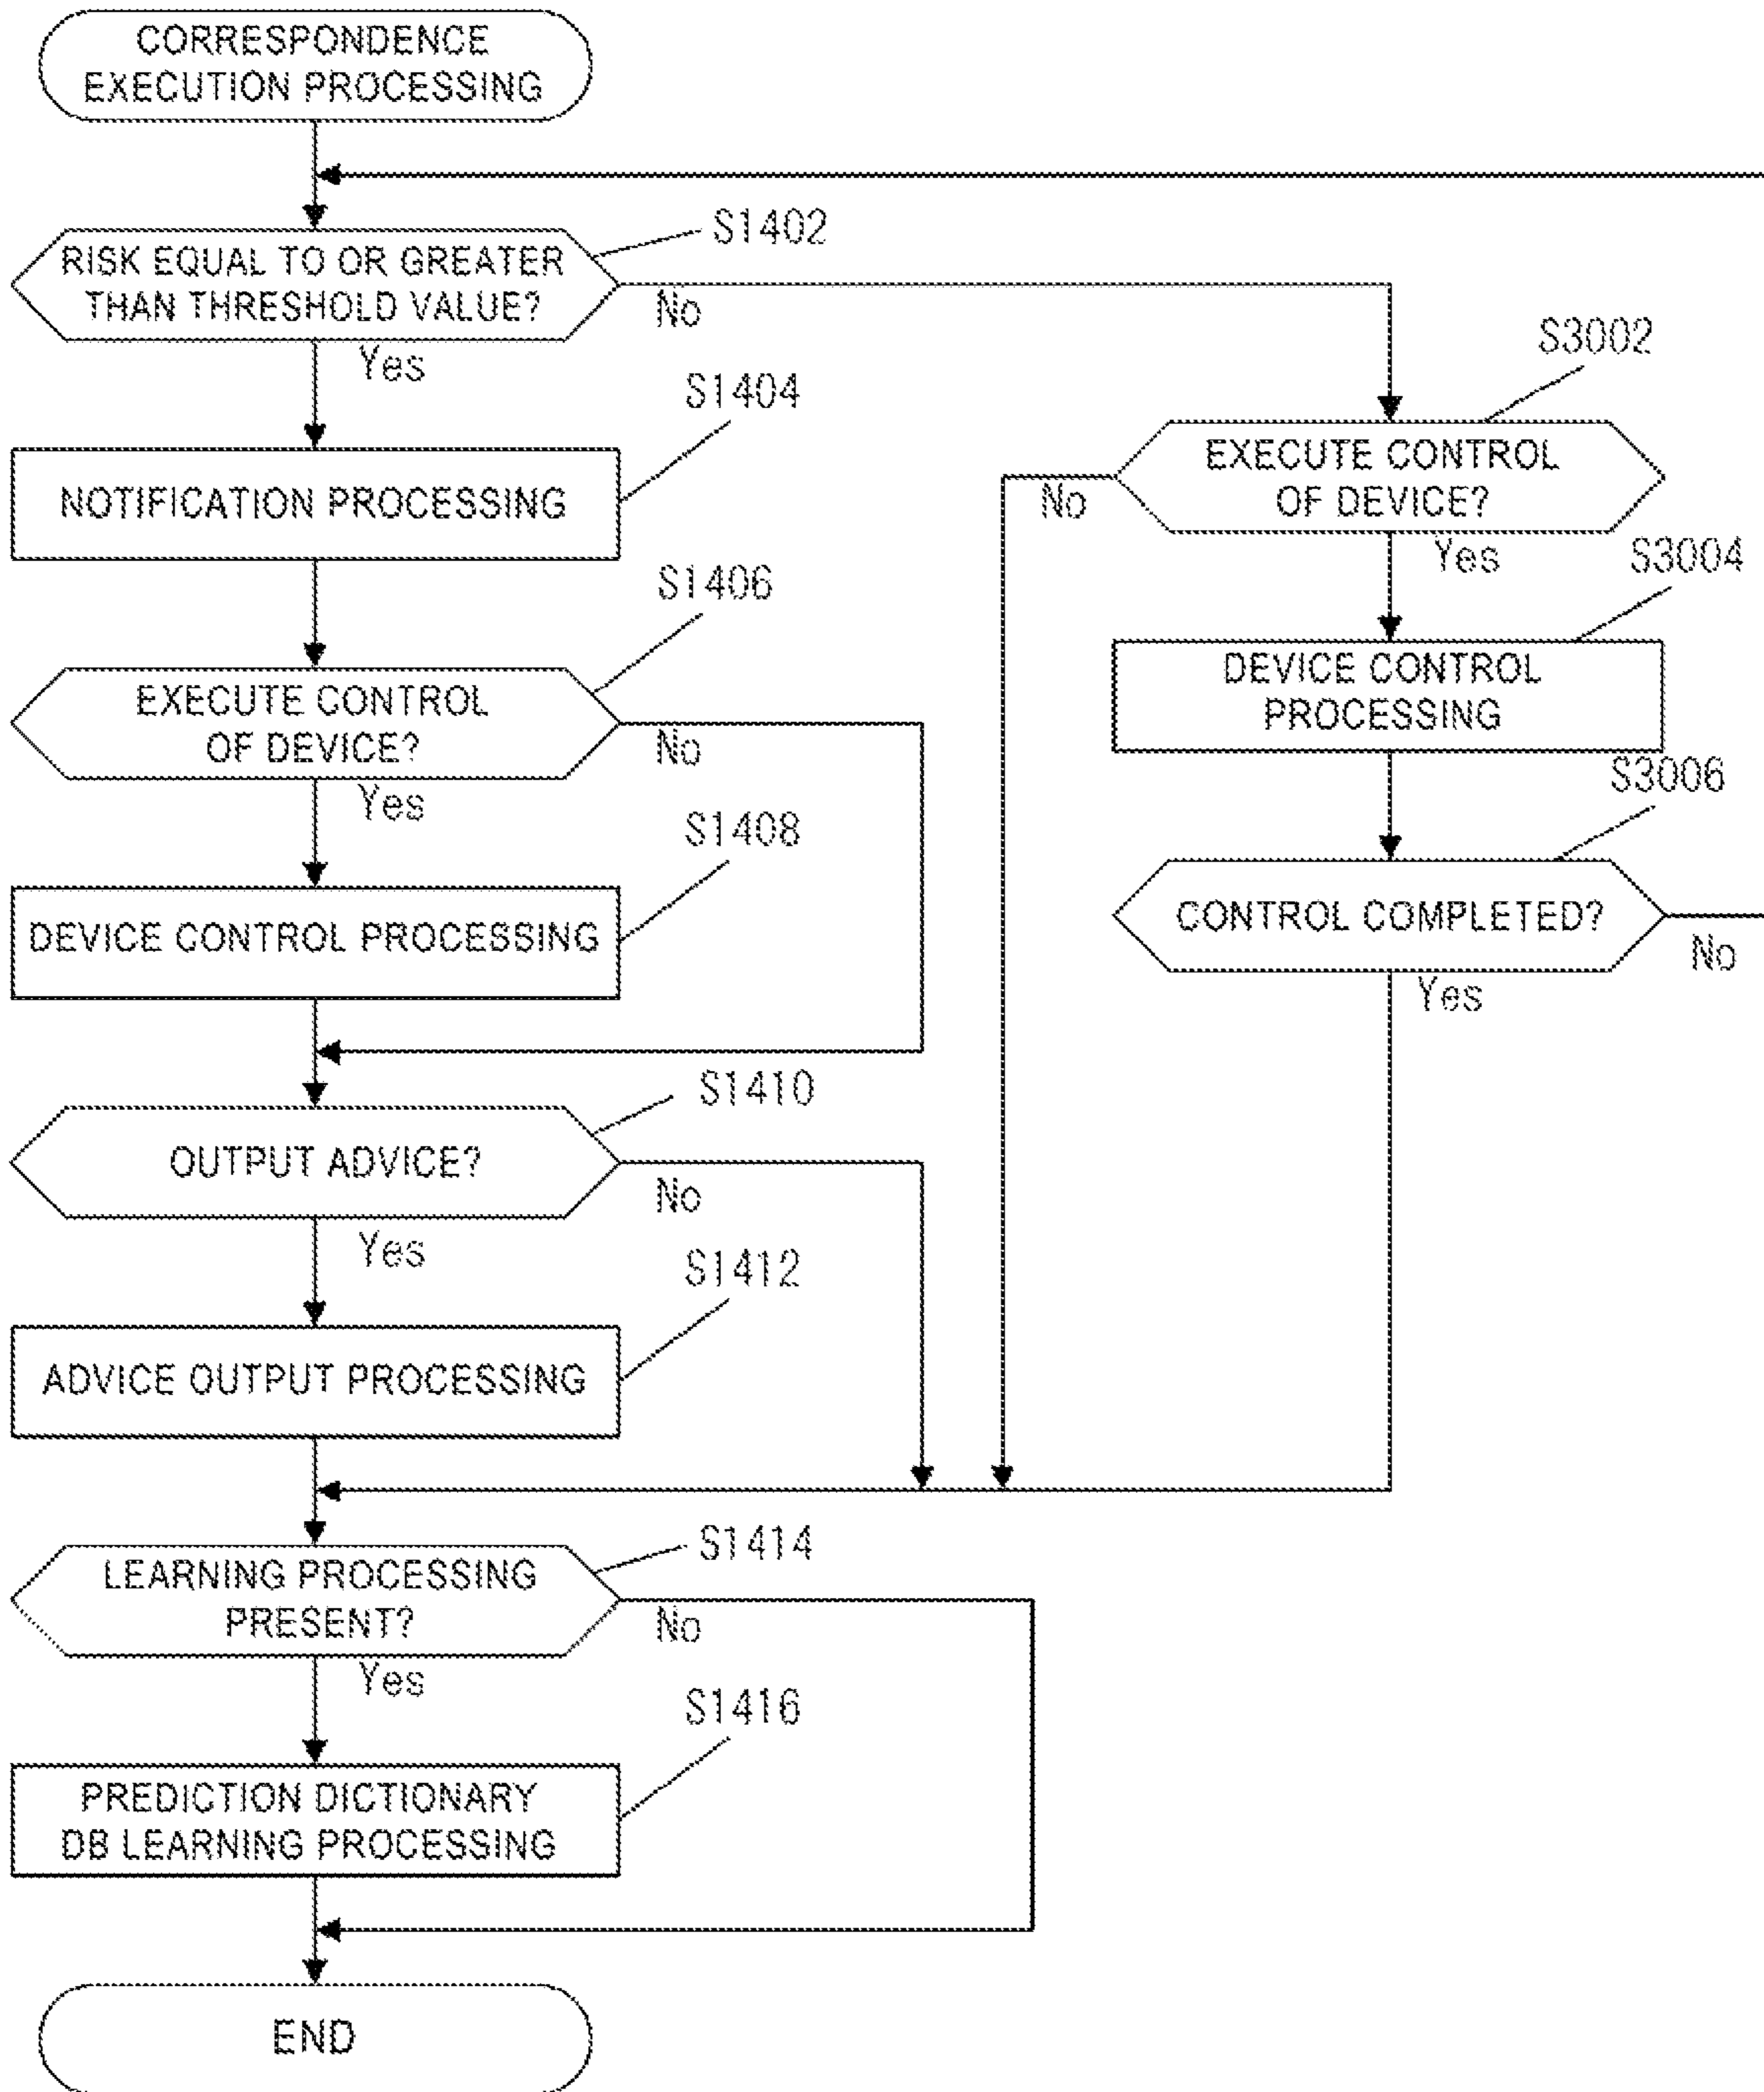 CORRESPONDENCE
EXECUTION PROCESSING
S1402
RISK EQUAL TO OR GREATER
THAN THRESHOLD VALUE?
No
Yes
S3002
S1404
EXECUTE CONTROL
OF DEVICE?
No
Yes
NOTIFICATION PROCESSING
S3004
S1406
DEVICE CONTROL
PROCESSING
EXECUTE CONTROL
OF DEVICE?
No
Yes
S3006
S1408
CONTROL COMPLETED?
No
Yes
DEVICE CONTROL PROCESSING
S1410
OUTPUT ADVICE?
No
Yes
S1412
ADVICE OUTPUT PROCESSING
S1414
LEARNING PROCESSING
PRESENT?
No
Yes
S1416
PREDICTION DICTIONARY
DB LEARNING PROCESSING
END